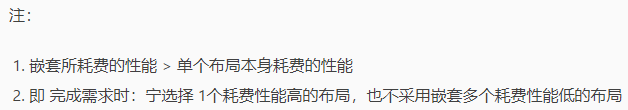 注：
1. 嵌套所耗费的性能 > 单个布局本身耗费的性能
2. 即 完成需求时：宁选择 1个耗费性能高的布局，也不采用嵌套多个耗费性能低的布局